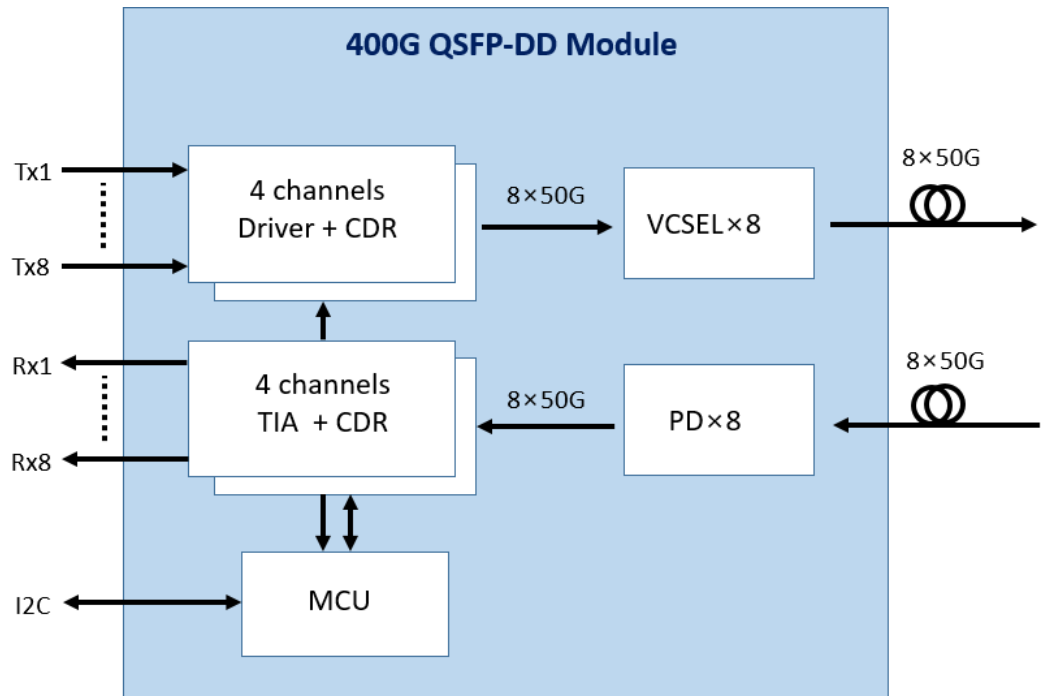 400G QSFP-DD Module
Tx1
Tx8
4 channels
Driver + CDR
8×50G
VCSEL×8
8×50G
Rx1
Rx8
4 channels
TIA + CDR
8×50G
PD×8
8×50G
I2C
MCU